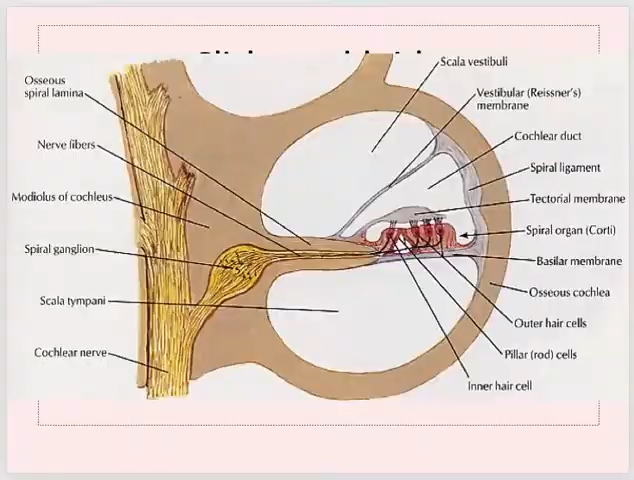 Scala vestibuli
Osseous
spiral lamina
Vestibular (Reissner's)
membrane
Cochlear duct
Nerve fibers
Spiral ligament
Modiolus of cochleus
Tectorial membrane
Spiral organ (Corti)
Spiral ganglion
Basilar membrane
Osseous cochlea
Scala tympani
Outer hair cells
Cochlear nerve
Pillar (rod) cells
Inner hair cell